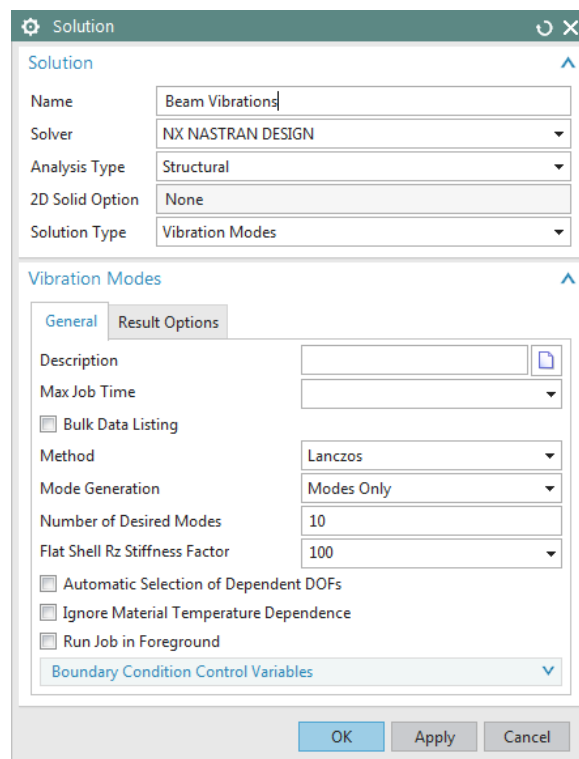 Solution
Solution
Name Beam Vibrations
Solver NX NASTRAN DESIGN
Analysis Type Structural
2D Solid Option None
Solution Type Vibration Modes
Vibration Modes
General Result Options
Description
Max Job Time
Bulk Data Listing
Method Lanczos
Mode Generation Modes Only
Number of Desired Modes 10
Flat Shell Rz Stiffness Factor 100
Automatic Selection of Dependent DOFs
Ignore Material Temperature Dependence
Run Job in Foreground
Boundary Condition Control Variables
OK Apply Cancel